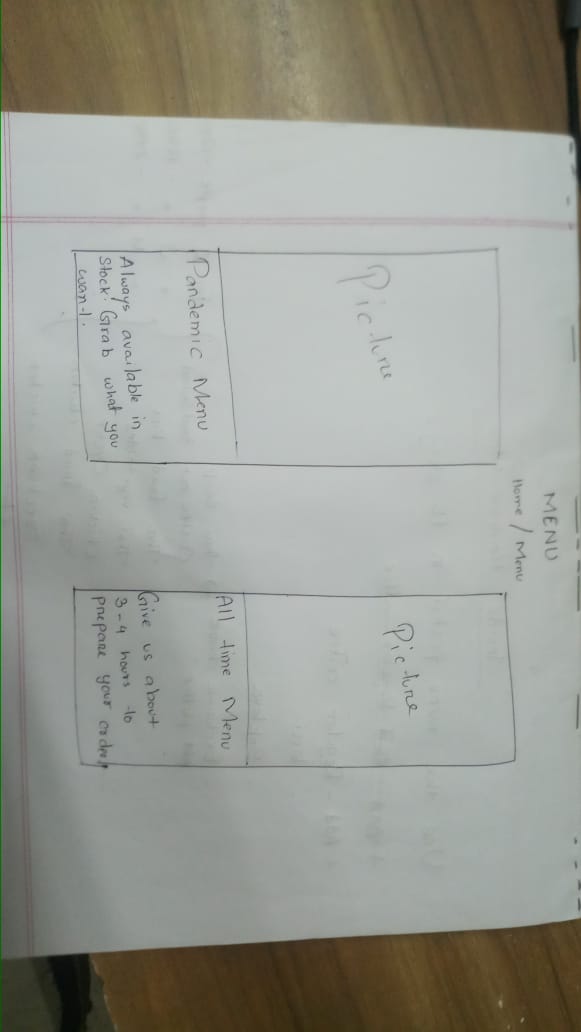 MENU
Home / Menu
Picture
Pandemic Menu
Always available in
Stock! Grab what you
want.
Picture
All time Menu
Give us about
3-4 hours to
prepare your order.